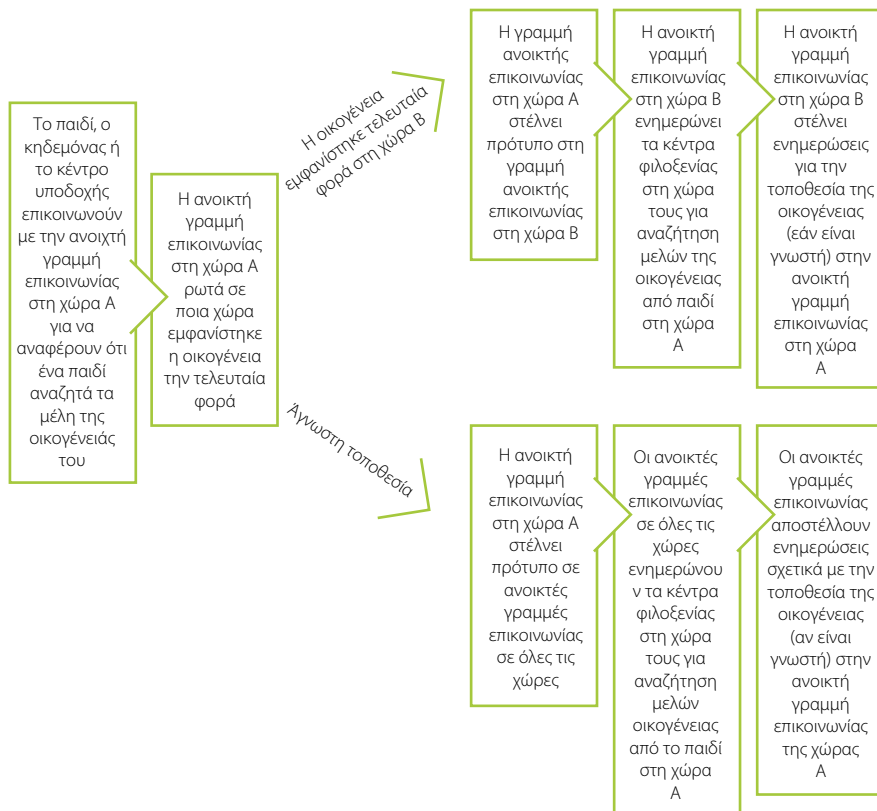 Το παιδί, ο
κηδεμόνας ή
το κέντρο
υποδοχής
επικοινωνούν
με την ανοιχτή
γραμμή
επικοινωνίας
στη χώρα Α
για να
αναφέρουν ότι
ένα παιδί
αναζητά τα
μέλη της
οικογένειάς
του
Η ανοικτή
γραμμή
επικοινωνίας
στη χώρα Α
ρωτά σε
ποια χώρα
εμφανίστηκε
η οικογένεια
την τελευταία
φορά
Η οικογένεια
εμφανίστηκε τελευταία
φορά στη χώρα Β
Η γραμμή
ανοικτής
επικοινωνίας
στη χώρα Α
στέλνει
πρότυπο στη
γραμμή
ανοικτής
επικοινωνίας
στη χώρα Β
Η ανοικτή
γραμμή
επικοινωνίας
στη χώρα Β
ενημερώνει
τα κέντρα
φιλοξενίας
στη χώρα
τους για
αναζήτηση
μελών της
οικογένειας
από παιδί
στη χώρα
Α
Η ανοικτή
γραμμή
επικοινωνίας
στη χώρα Β
στέλνει
ενημερώσεις
για την
τοποθεσία της
οικογένειας
(εάν είναι
γνωστή) στην
ανοικτή
γραμμή
επικοινωνίας
στη χώρα
Α
Άγνωστη τοποθεσία
Η ανοικτή
γραμμή
επικοινωνίας
στη χώρα Α
στέλνει
πρότυπο σε
ανοικτές
γραμμές
επικοινωνίας
σε όλες τις
χώρες
Οι ανοικτές
γραμμές
επικοινωνίας
σε όλες τις
χώρες
ενημερώνου
ν τα κέντρα
φιλοξενίας
στη χώρα
τους για
αναζήτηση
μελών
οικογένειας
από το παιδί
στη χώρα
Α
Οι ανοικτές
γραμμές
επικοινωνίας
αποστέλλουν
ενημερώσεις
σχετικά με την
τοποθεσία της
οικογένειας
(αν είναι
γνωστή) στην
ανοικτή
γραμμή
επικοινωνίας
της χώρας
Α